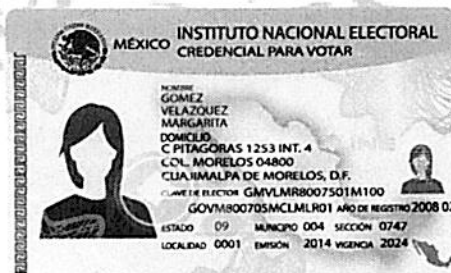 MÉXICO INSTITUTO NACIONAL ELECTORAL
CREDENCIAL PARA VOTAR
NOMBRE
GOMEZ
VELAZQUEZ
MARGARITA
DOMICILIO
C PITAGORAS 1253 INT. 4
COL. MORELOS 04800
CUAJIMALPA DE MORELOS, D.F.
CLAVE DE ELECTOR GMVLMR8007501M100
GOVM800705MCLMLR01 AÑO DE REGISTRO 2008 0
ESTADO 09 MUNICIPIO 004 SECCIÓN 0747
LOCALIDAD 0001 EMISIÓN 2014 VIGENCIA 2024